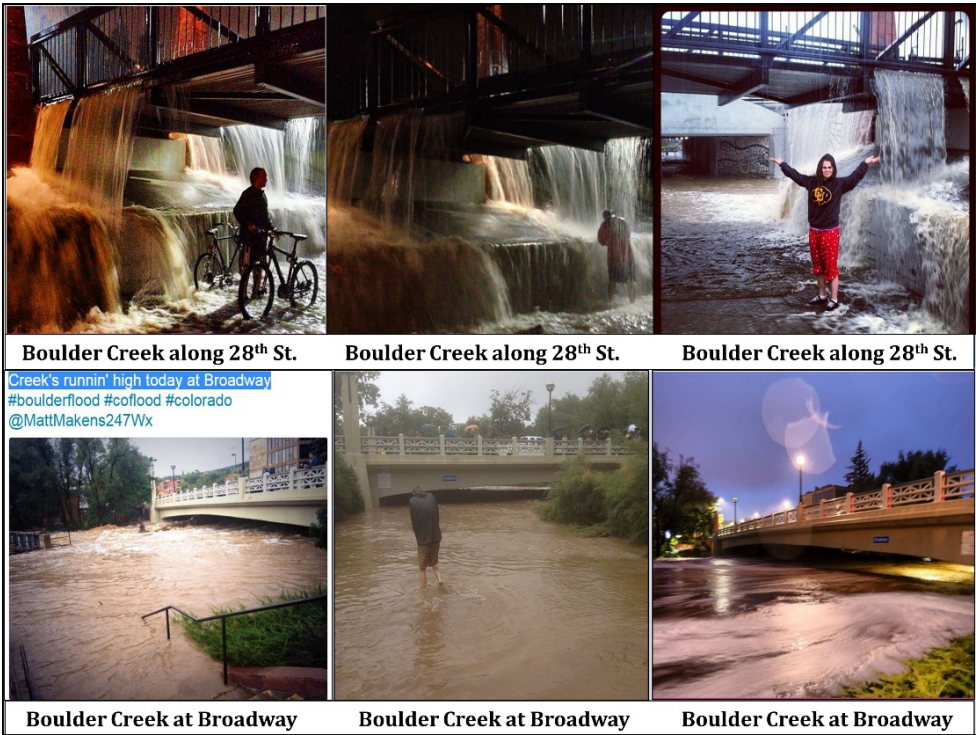 Boulder Creek along 28th St.
Boulder Creek along 28th St.
Boulder Creek along 28th St.
Creek's runnin' high today at Broadway
#boulderflood #coflood #colorado
@MattMakens247Wx
Boulder Creek at Broadway
Boulder Creek at Broadway
Boulder Creek at Broadway